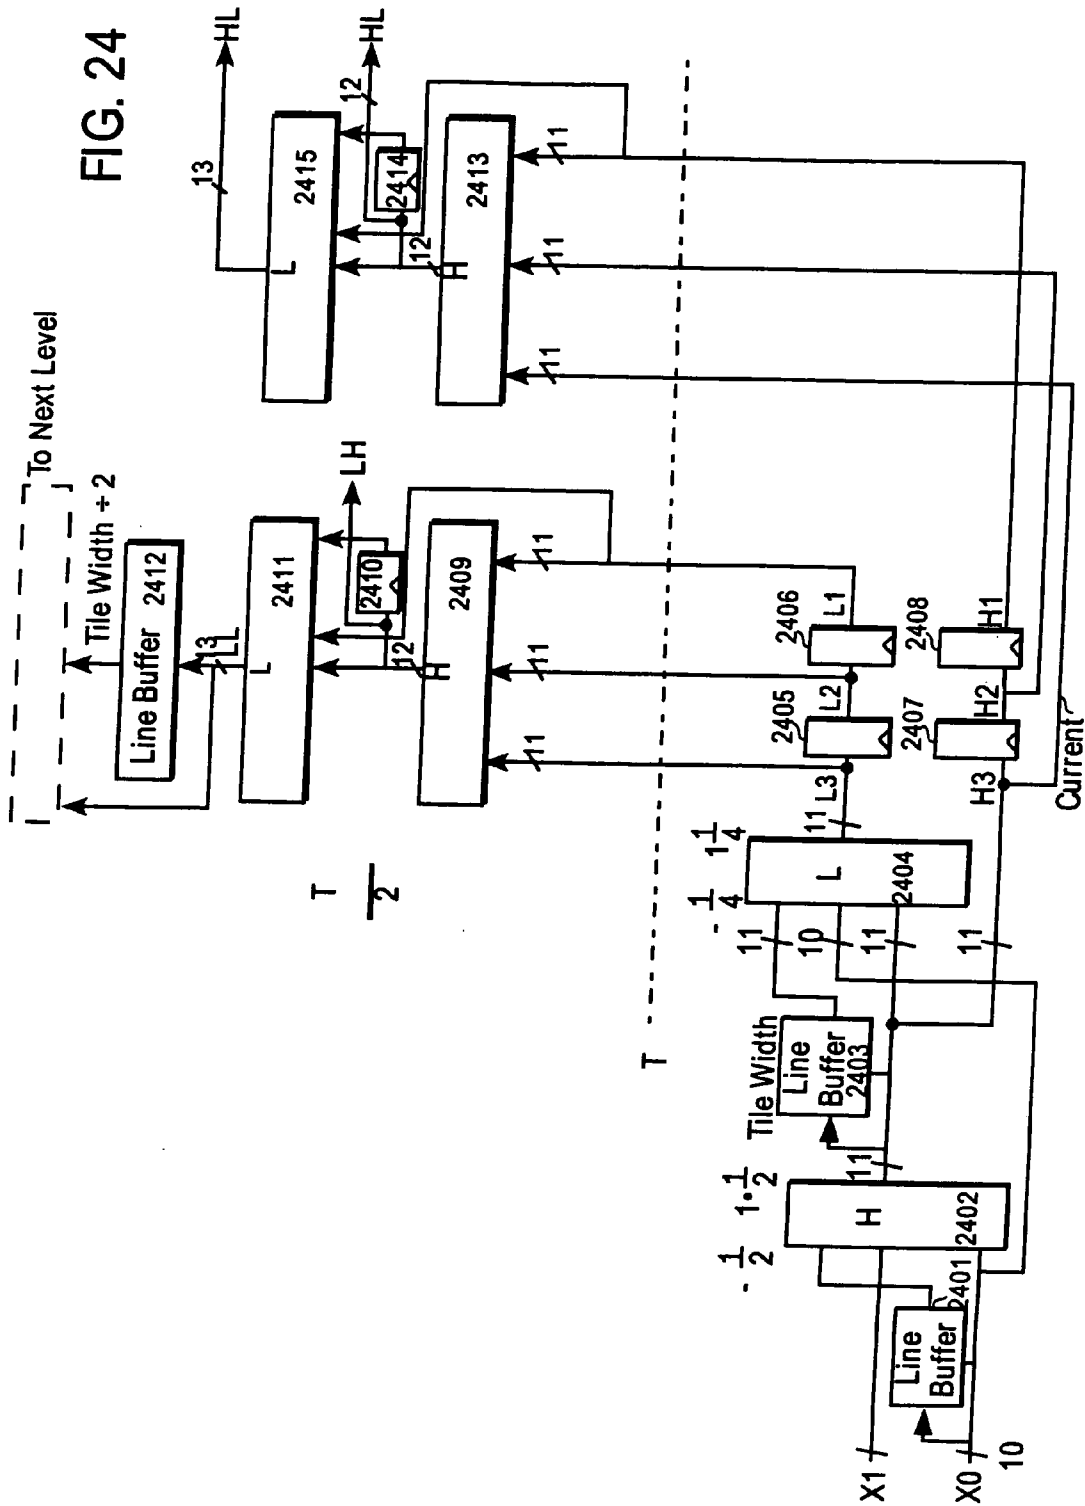 FIG. 24
To Next Level
Tile Width ÷ 2
Line Buffer 2412
13
LL
L
2411
LH
2410
12
H
2409
11
11
11
13
HL
L
2415
12
HL
2414
12
H
2413
11
11
11
T
2
T
X1
X0
10
Line
Buffer
2401
- 1
2
1 · 1
2
H
2402
11
Tile Width
Line
Buffer
2403
11
10
11
11
- 1
4
1 1
4
L
2404
11
L3
2405
L2
2406
L1
H3
2407
H2
2408
H1
Current